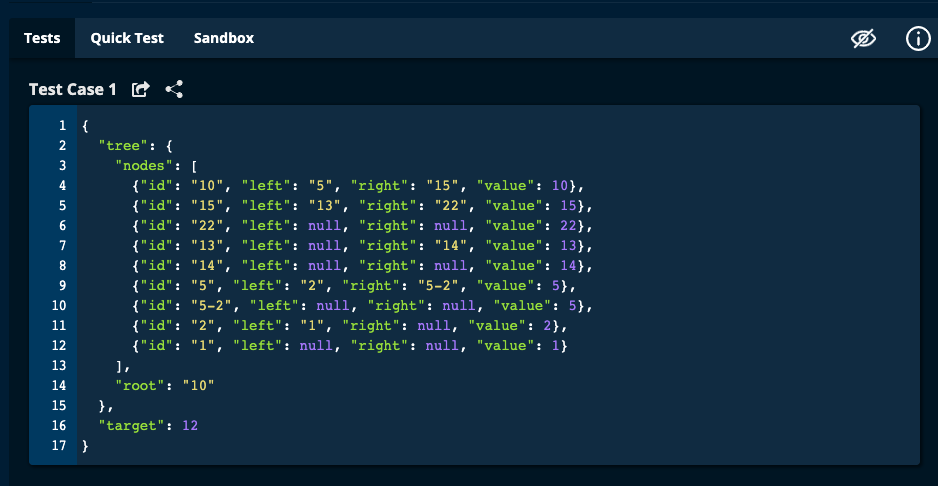 Tests Quick Test Sandbox
Test Case 1
1 {
2   "tree": {
3     "nodes": [
4       {"id": "10", "left": "5", "right": "15", "value": 10},
5       {"id": "15", "left": "13", "right": "22", "value": 15},
6       {"id": "22", "left": null, "right": null, "value": 22},
7       {"id": "13", "left": null, "right": "14", "value": 13},
8       {"id": "14", "left": null, "right": null, "value": 14},
9       {"id": "5", "left": "2", "right": "5-2", "value": 5},
10       {"id": "5-2", "left": null, "right": null, "value": 5},
11       {"id": "2", "left": "1", "right": null, "value": 2},
12       {"id": "1", "left": null, "right": null, "value": 1}
13     ],
14     "root": "10"
15   },
16   "target": 12
17 }